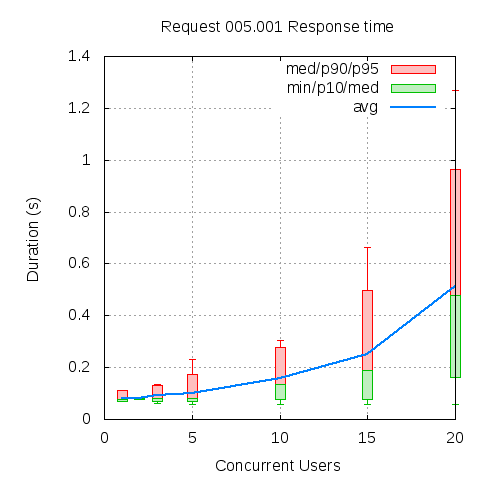 Request 005.001 Response time
med/p90/p95
min/p10/med
avg
Duration (s)
1.4
1.2
1
0.8
0.6
0.4
0.2
0
0 5 10 15 20
Concurrent Users